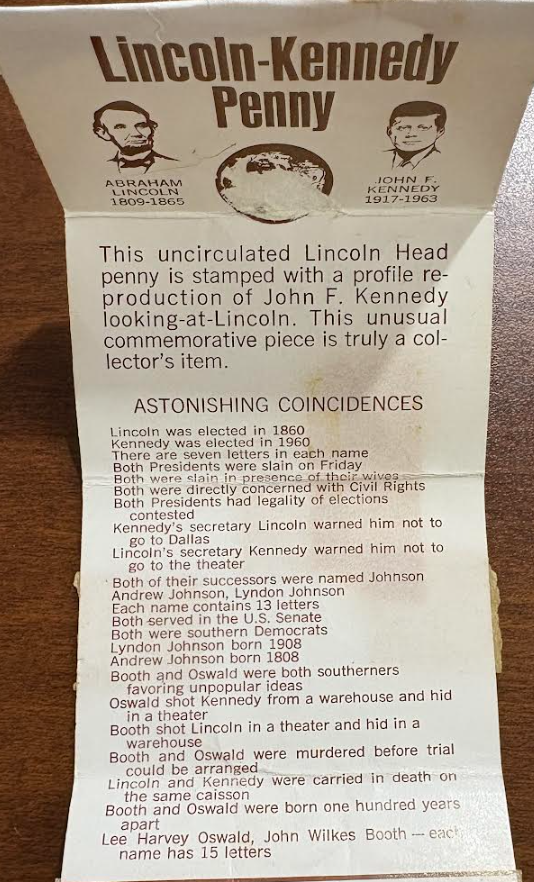 Lincoln-Kennedy
Penny
ABRAHAM
LINCOLN
1809-1865
JOHN F.
KENNEDY
1917-1963
This uncirculated Lincoln Head
penny is stamped with a profile re-
production of John F. Kennedy
looking-at-Lincoln. This unusual
commemorative piece is truly a col-
lector's item.
ASTONISHING COINCIDENCES
Lincoln was elected in 1860
Kennedy was elected in 1960
There are seven letters in each name
Both Presidents were slain on Friday
Both were slain in presence of their wives
Both were directly concerned with Civil Rights
Both Presidents had legality of elections
contested
Kennedy's secretary Lincoln warned him not to
go to Dallas
Lincoln's secretary Kennedy warned him not to
go to the theater
Both of their successors were named Johnson
Andrew Johnson, Lyndon Johnson
Each name contains 13 letters
Both served in the U.S. Senate
Both were southern Democrats
Lyndon Johnson born 1908
Andrew Johnson born 1808
Booth and Oswald were both southerners
favoring unpopular ideas
Oswald shot Kennedy from a warehouse and hid
in a theater
Booth shot Lincoln in a theater and hid in a
warehouse
Booth and Oswald were murdered before trial
could be arranged
Lincoln and Kennedy were carried in death on
the same caisson
Booth and Oswald were born one hundred years
apart
Lee Harvey Oswald, John Wilkes Booth — each
name has 15 letters